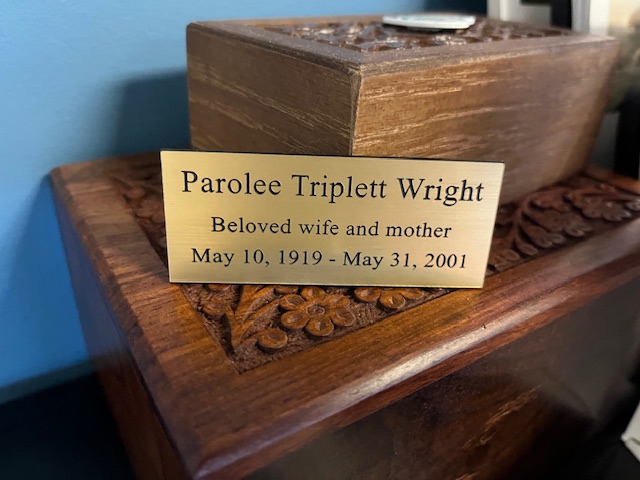 Parolee Triplett Wright
Beloved wife and mother
May 10, 1919 - May 31, 2001